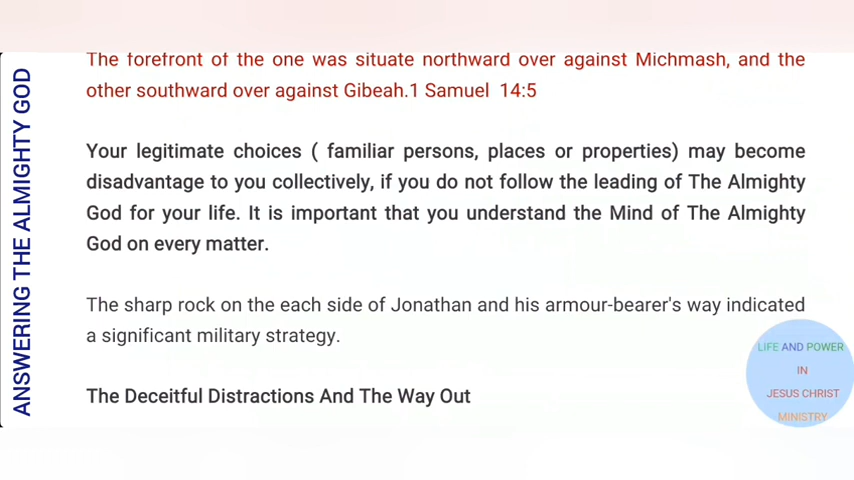 The forefront of the one was situate northward over against Michmash, and the
other southward over against Gibeah.1 Samuel 14:5
Your legitimate choices ( familiar persons, places or properties) may become
disadvantage to you collectively, if you do not follow the leading of The Almighty
God for your life. It is important that you understand the Mind of The Almighty
God on every matter.
The sharp rock on the each side of Jonathan and his armour-bearer's way indicated
a significant military strategy.
The Deceitful Distractions And The Way Out
ANSWERING THE ALMIGHTY GOD
LIFE AND POWER
IN
JESUS CHRIST
MINISTRY